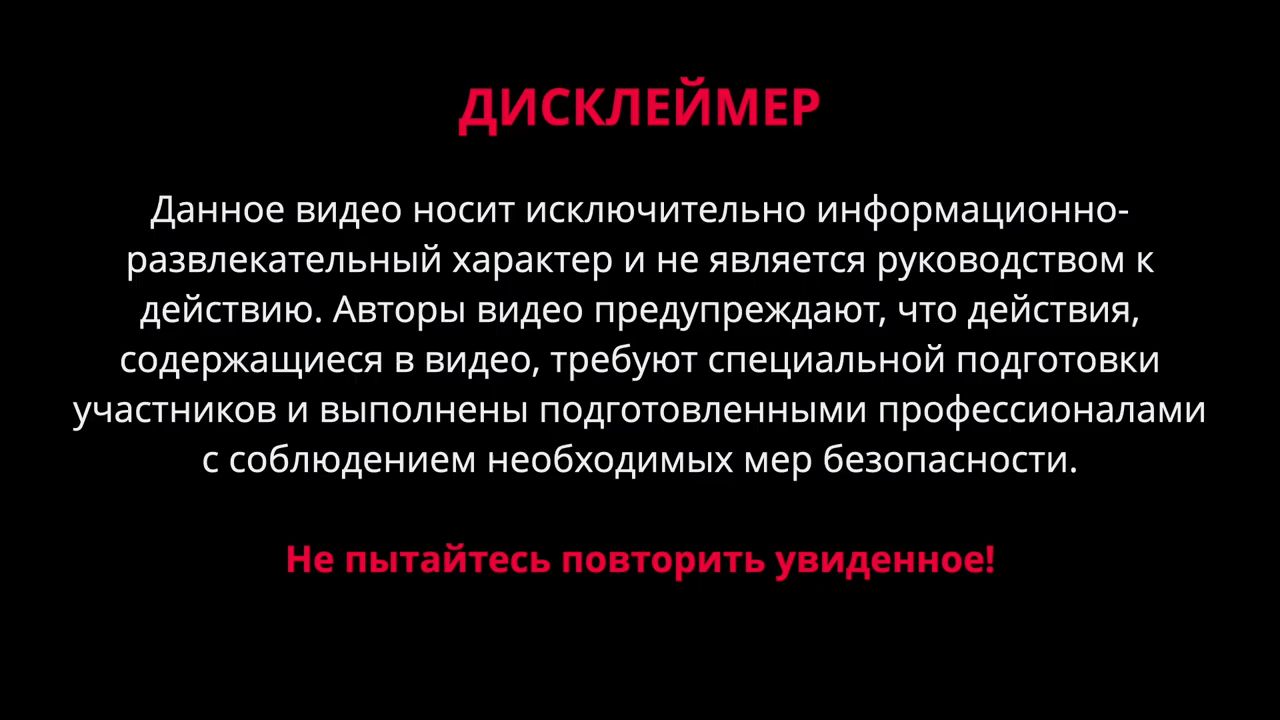 ДИСКЛЕЙМЕР
Данное видео носит исключительно информационно-
развлекательный характер и не является руководством к
действию. Авторы видео предупреждают, что действия,
содержащиеся в видео, требуют специальной подготовки
участников и выполнены подготовленными профессионалами
с соблюдением необходимых мер безопасности.
Не пытайтесь повторить увиденное!